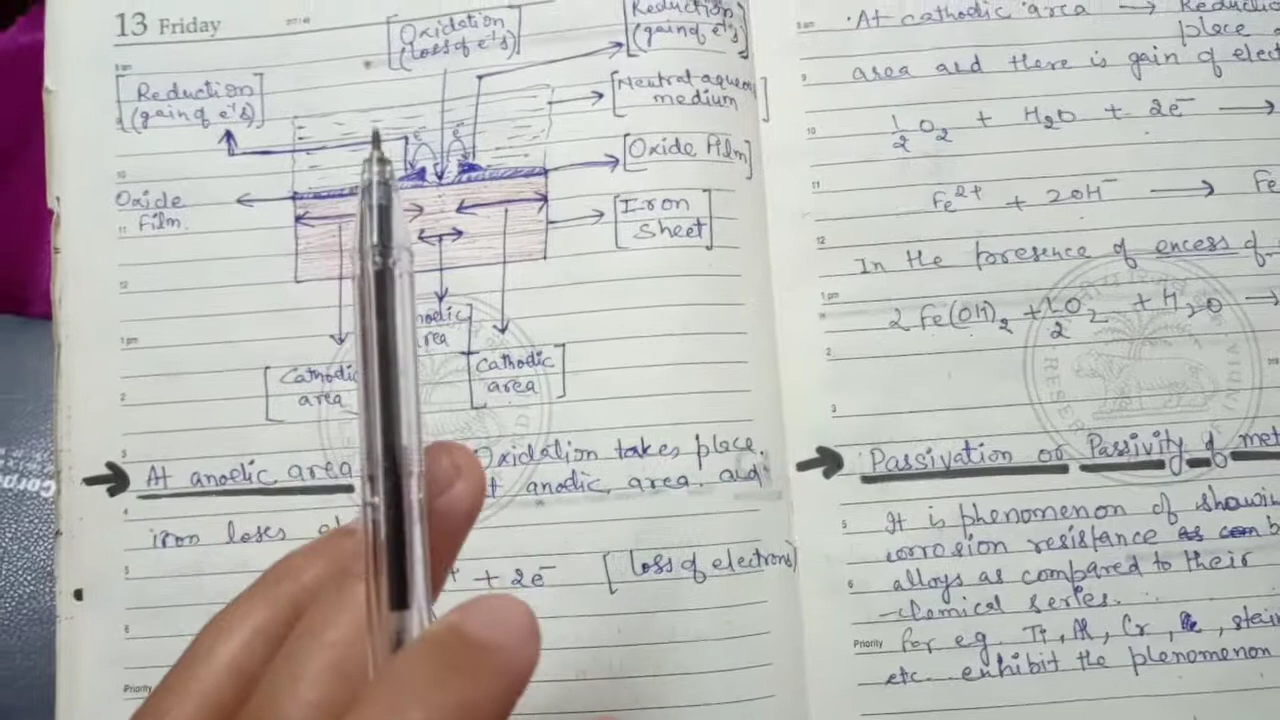 13 Friday
[Oxidation
(loss of e⁻s)]
[Reduction
(gain of e⁻s)]
[Reduction
(gain of e⁻s)]
[Neutral aqueous
medium]
e⁻ e⁻
[Oxide Film]
Oxide
Film.
[Iron
sheet]
[Cathodic
area
[Cathodic
area]
At anodic area
Oxidation takes place.
anodic area and
iron loses
+ 2e⁻ [loss of electrons]
At cathodic area →
place
area and there is gain of
½ O₂ + H₂O + 2e⁻ →
Fe²⁺ + 2OH⁻ → Fe
In the presence of excess of
2 Fe(OH)₂ + ½ O₂ + H₂O →
RESERVE
Passivation or Passivity of
It is phenomenon of
corrosion resistance
alloys as compared to their
-chemical series.
Priority For eg. Ti, Al, Cr,
etc. exhibit the phenomenon
Priority